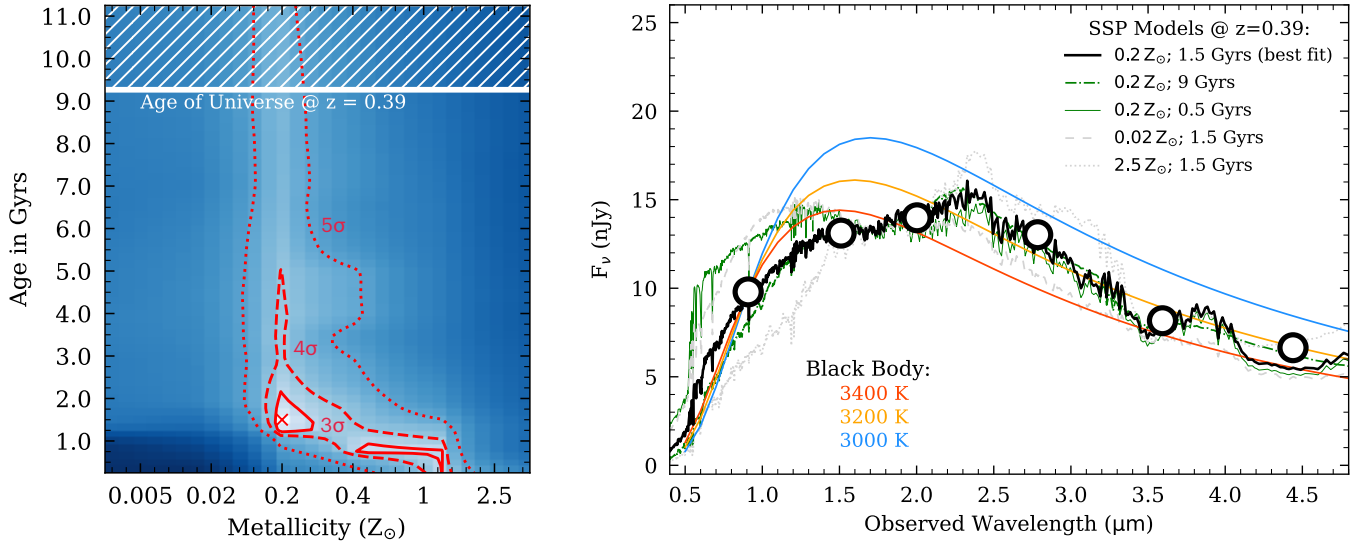 11.0
10.0
9.0
8.0
7.0
6.0
5.0
4.0
3.0
2.0
1.0
Age in Gyrs
Age of Universe @ z = 0.39
5σ
4σ
3σ
0.005 0.02 0.2 0.4 1 2.5
Metallicity (Z⊙)
25
20
15
10
5
0
Fν (nJy)
SSP Models @ z=0.39:
0.2 Z⊙; 1.5 Gyrs (best fit)
0.2 Z⊙; 9 Gyrs
0.2 Z⊙; 0.5 Gyrs
0.02 Z⊙; 1.5 Gyrs
2.5 Z⊙; 1.5 Gyrs
Black Body:
3400 K
3200 K
3000 K
0.5 1.0 1.5 2.0 2.5 3.0 3.5 4.0 4.5
Observed Wavelength (μm)